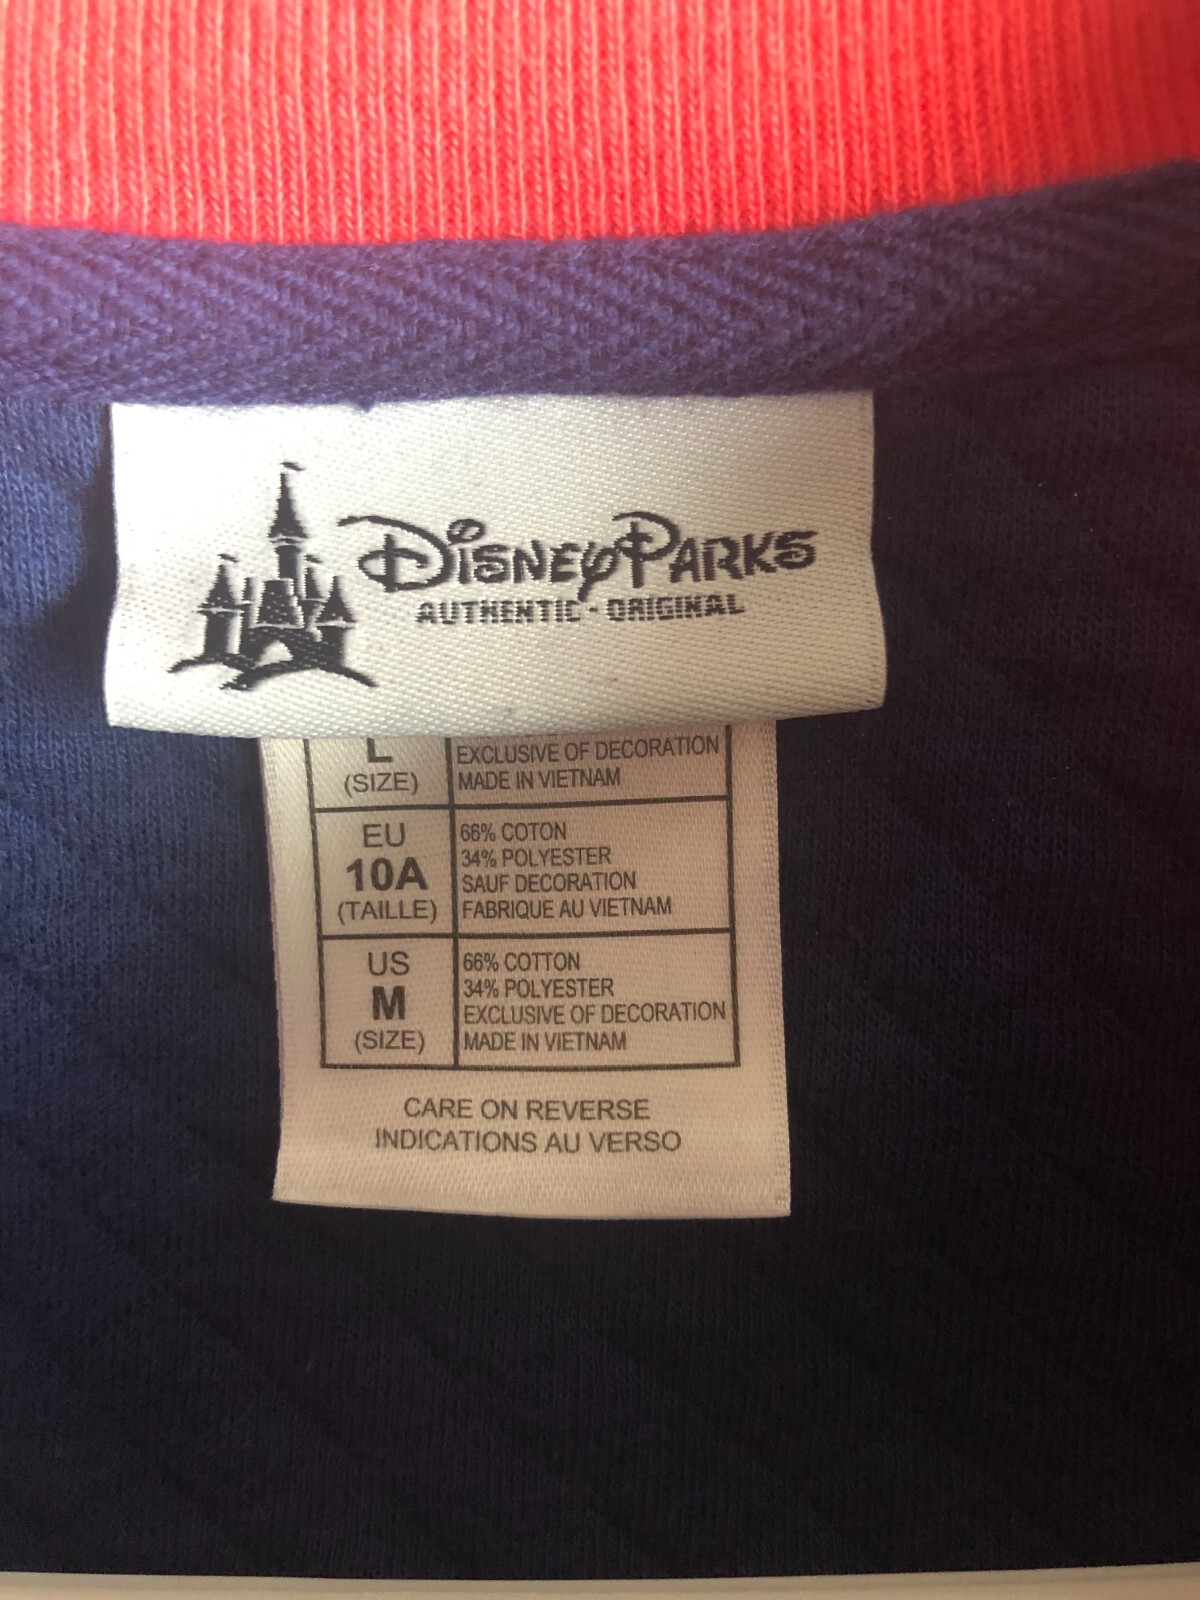 DISNEY PARKS
AUTHENTIC - ORIGINAL
L
(SIZE)
EXCLUSIVE OF DECORATION
MADE IN VIETNAM
EU
10A
(TAILLE)
66% COTON
34% POLYESTER
SAUF DECORATION
FABRIQUE AU VIETNAM
US
M
(SIZE)
66% COTTON
34% POLYESTER
EXCLUSIVE OF DECORATION
MADE IN VIETNAM
CARE ON REVERSE
INDICATIONS AU VERSO